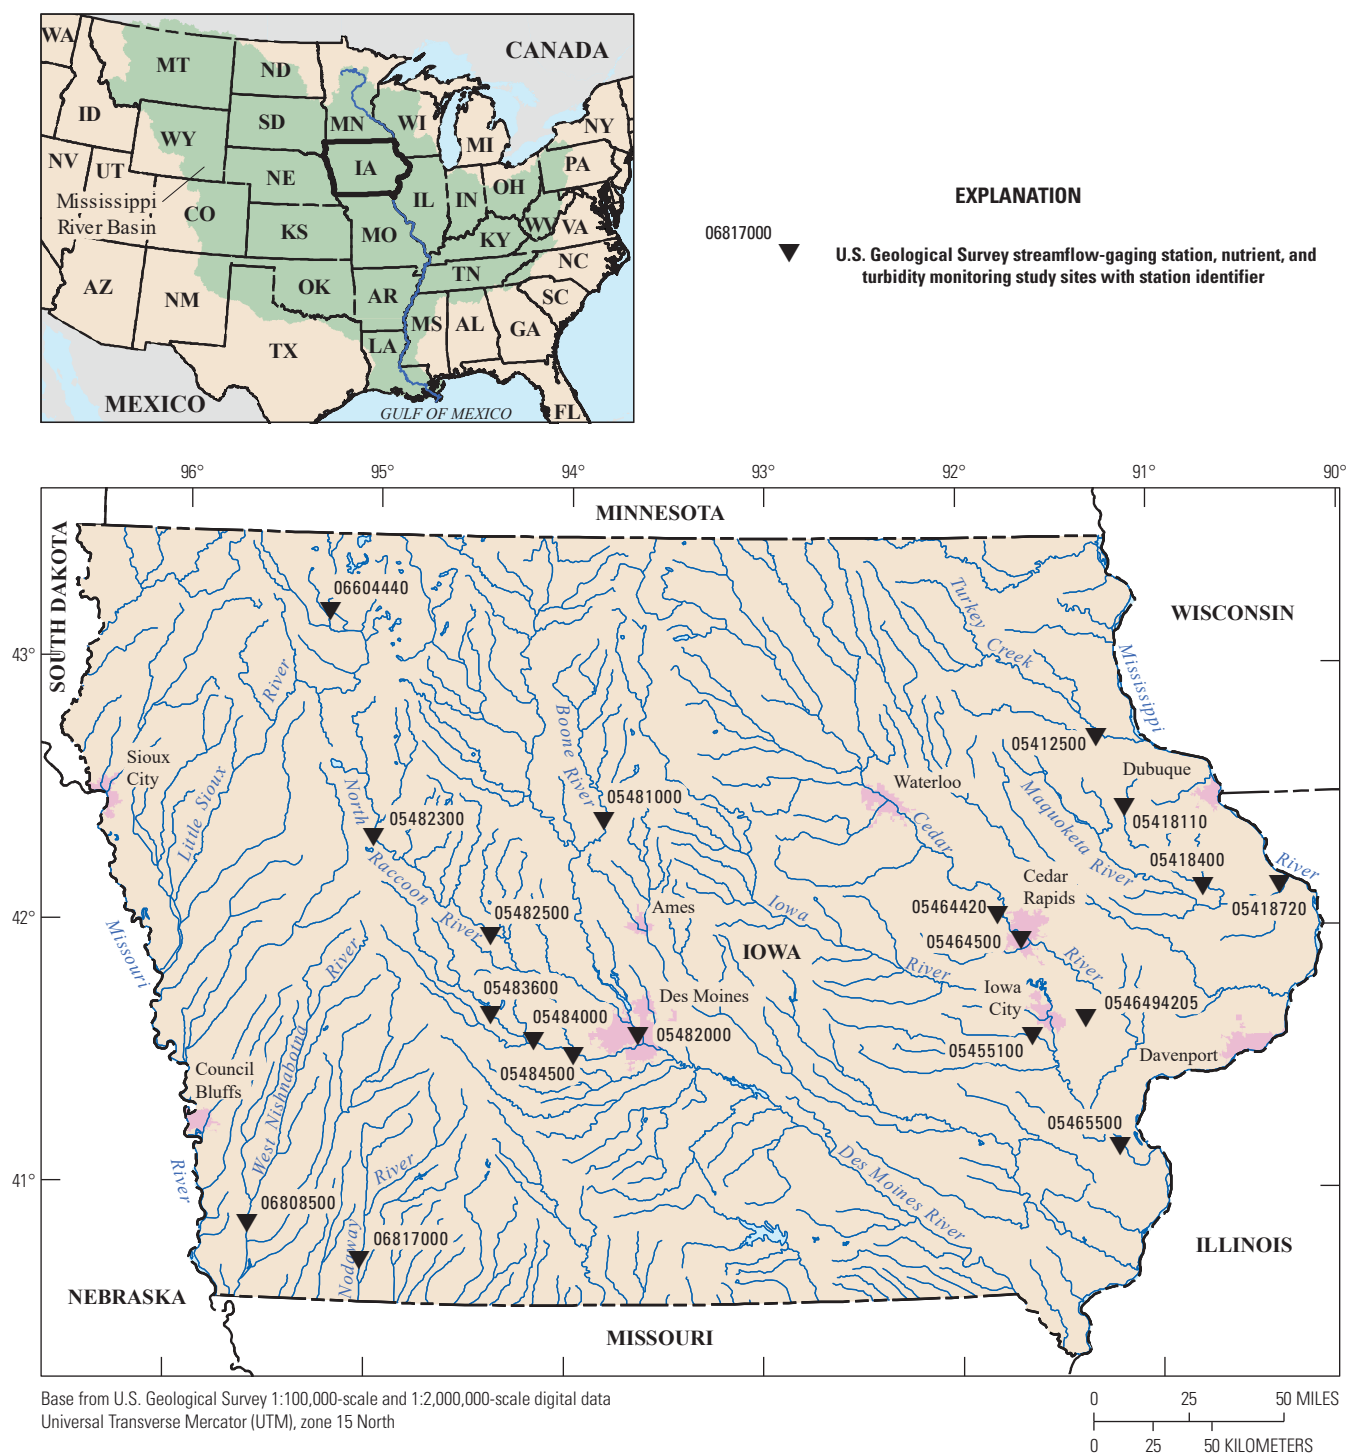 WA
MT
ND
CANADA
ID
SD
MN
WI
WY
MI
NY
NV
UT
IA
PA
NE
OH
IL
IN
Mississippi
River Basin
CO
WV
VA
KS
MO
KY
NC
AZ
NM
OK
TN
AR
SC
MS
AL
GA
TX
LA
MEXICO
GULF OF MEXICO
FL
EXPLANATION
06817000
U.S. Geological Survey streamflow-gaging station, nutrient, and
turbidity monitoring study sites with station identifier
96°
95°
94°
93°
92°
91°
90°
MINNESOTA
SOUTH DAKOTA
06604440
Turkey
Creek
WISCONSIN
43°
River
Mississippi
Boone
River
05412500
Sioux
City
Dubuque
Waterloo
Little Sioux
North
05481000
Maquoketa River
05482300
Cedar
05418110
Raccoon
River
05418400
River
Cedar
Rapids
Ames
Iowa
05464420
05418720
05482500
42°
Missouri
River
IOWA
05464500
River
River
05483600
Des Moines
Iowa
City
05484000
0546494205
05482000
West Nishnabotna
05455100
Davenport
Council
Bluffs
05484500
05465500
River
River
Des Moines River
41°
06808500
Nodaway
06817000
ILLINOIS
NEBRASKA
MISSOURI
Base from U.S. Geological Survey 1:100,000-scale and 1:2,000,000-scale digital data
Universal Transverse Mercator (UTM), zone 15 North
0 25 50 MILES
0 25 50 KILOMETERS